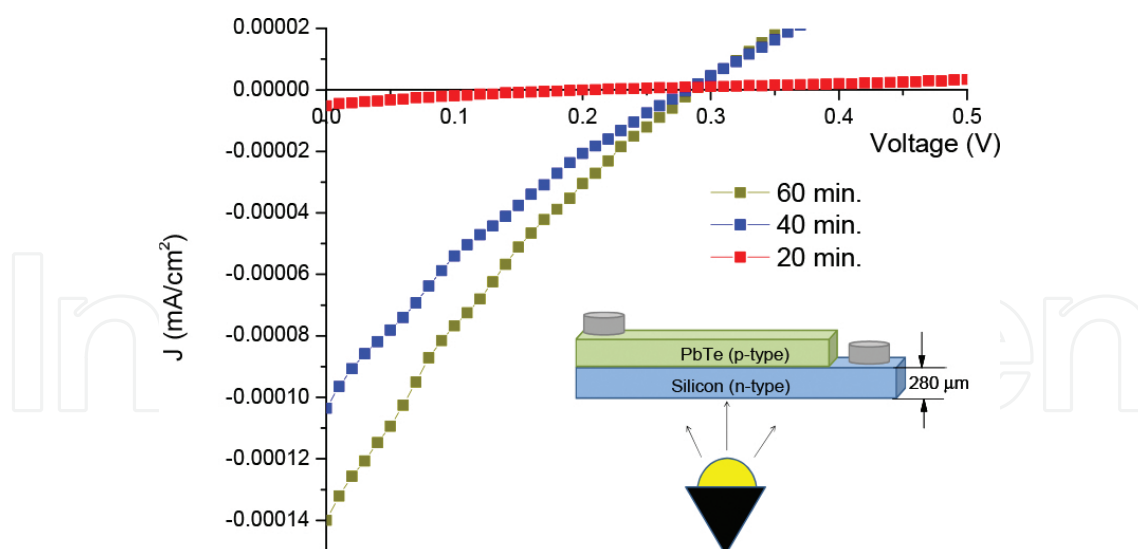 0.00002
0.00000
-0.00002
-0.00004
-0.00006
-0.00008
-0.00010
-0.00012
-0.00014
0.0
0.1
0.2
0.3
0.4
0.5
Voltage (V)
J (mA/cm²)
60 min.
40 min.
20 min.
PbTe (p-type)
Silicon (n-type)
280 µm
In
en